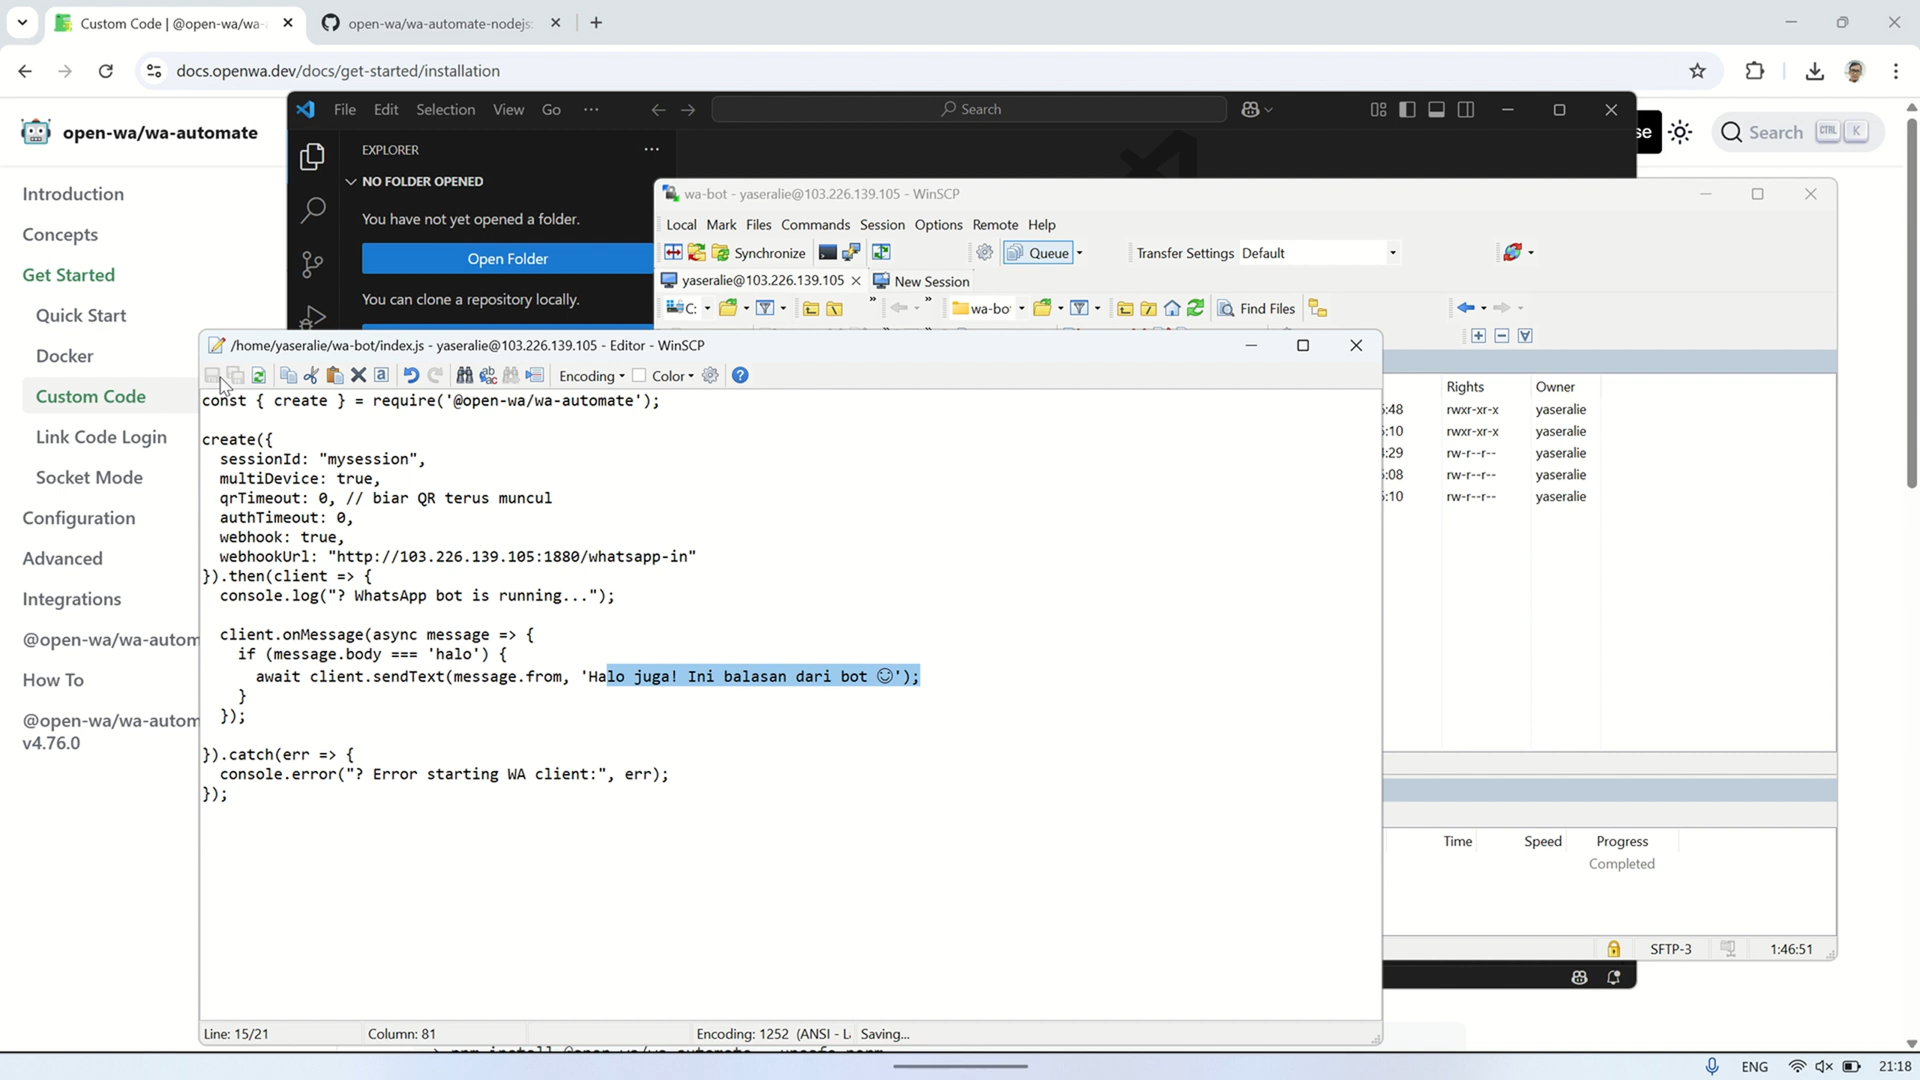 Custom Code | @open-wa/wa-
open-wa/wa-automate-nodejs:
docs.openwa.dev/docs/get-started/installation
open-wa/wa-automate
Search CTRL K
Introduction
Concepts
Get Started
Quick Start
Docker
Custom Code
Link Code Login
Socket Mode
Configuration
Advanced
Integrations
@open-wa/wa-autom
How To
@open-wa/wa-autom
v4.76.0
File Edit Selection View Go ···
Search
se
EXPLORER
NO FOLDER OPENED
You have not yet opened a folder.
Open Folder
You can clone a repository locally.
wa-bot - yaseralie@103.226.139.105 - WinSCP
Local Mark Files Commands Session Options Remote Help
Synchronize
Queue
Transfer Settings Default
yaseralie@103.226.139.105
New Session
C:
wa-bo
Find Files
Rights Owner
5:48 rwxr-xr-x yaseralie
:10 rwxr-xr-x yaseralie
:29 rw-r--r-- yaseralie
:08 rw-r--r-- yaseralie
:10 rw-r--r-- yaseralie
Time Speed Progress
Completed
SFTP-3 1:46:51
/home/yaseralie/wa-bot/index.js - yaseralie@103.226.139.105 - Editor - WinSCP
Encoding Color
const { create } = require('@open-wa/wa-automate');
create({
sessionId: "mysession",
multiDevice: true,
qrTimeout: 0, // biar QR terus muncul
authTimeout: 0,
webhook: true,
webhookUrl: "http://103.226.139.105:1880/whatsapp-in"
}).then(client => {
console.log("? WhatsApp bot is running...");
client.onMessage(async message => {
if (message.body === 'halo') {
await client.sendText(message.from, 'Halo juga! Ini balasan dari bot ☺');
}
});
}).catch(err => {
console.error("? Error starting WA client:", err);
});
Line: 15/21
Column: 81
Encoding: 1252 (ANSI - L
Saving...
ENG
21:18